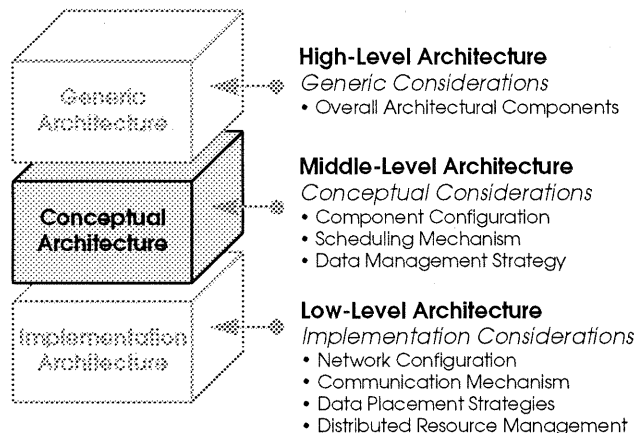 Generic
Architecture
High-Level Architecture
Generic Considerations
• Overall Architectural Components
Conceptual
Architecture
Middle-Level Architecture
Conceptual Considerations
• Component Configuration
• Scheduling Mechanism
• Data Management Strategy
Implementation
Architecture
Low-Level Architecture
Implementation Considerations
• Network Configuration
• Communication Mechanism
• Data Placement Strategies
• Distributed Resource Management